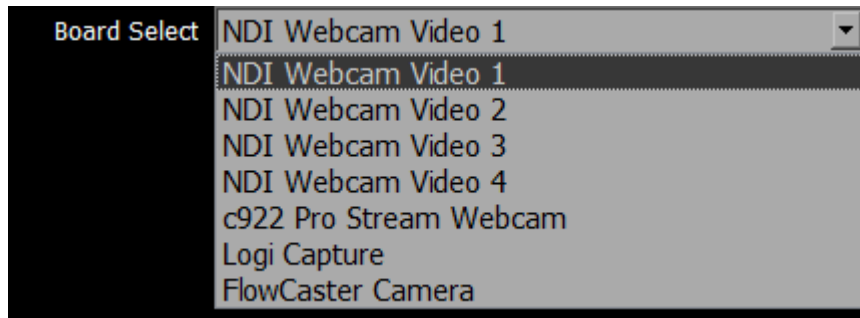 Board Select NDI Webcam Video 1
NDI Webcam Video 1
NDI Webcam Video 2
NDI Webcam Video 3
NDI Webcam Video 4
c922 Pro Stream Webcam
Logi Capture
FlowCaster Camera